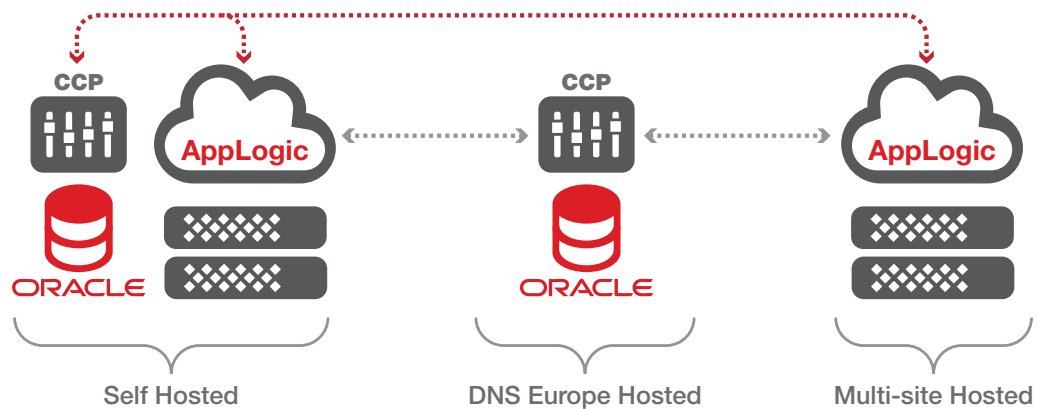 CCP
CCP
AppLogic
AppLogic
ORACLE
ORACLE
Self Hosted
DNS Europe Hosted
Multi-site Hosted